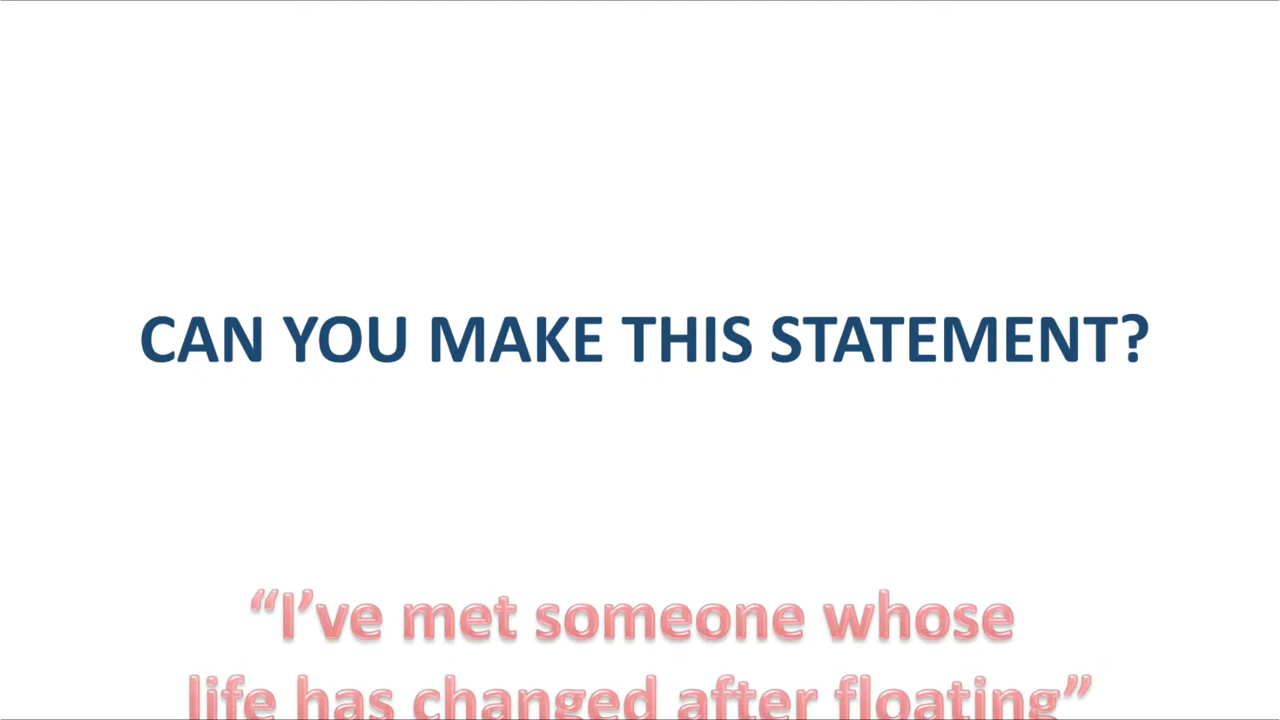 CAN YOU MAKE THIS STATEMENT?
“I’ve met someone whose
life has changed after floating”